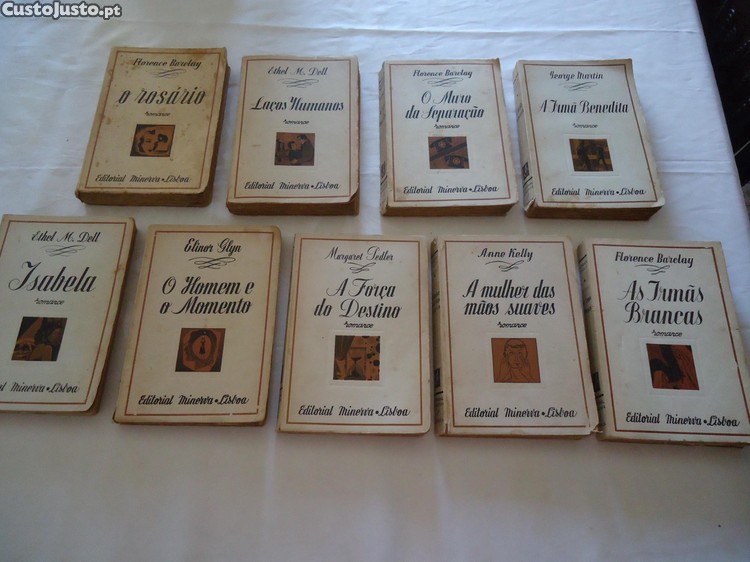 CustoJusto.pt
Florence Barclay
O rosário
romance
Editorial Minerva • Lisboa
Ethel M. Dell
Laços Humanos
romance
Editorial Minerva • Lisboa
Florence Barclay
O Muro
da Separação
romance
Editorial Minerva • Lisboa
George Martin
A Irmã Benedita
romance
Editorial Minerva • Lisboa
Ethel M. Dell
Isabela
romance
al Minerva • Lisboa
Elinor Glyn
O Homem e
o Momento
romance
Editorial Minerva • Lisboa
Margaret Pedler
A Força
do Destino
romance
Editorial Minerva • Lisboa
Anne Kelly
A mulher das
mãos suaves
romance
Editorial Minerva • Lisboa
Florence Barclay
As Irmãs
Brancas
romance
Editorial Minerva • Lisboa